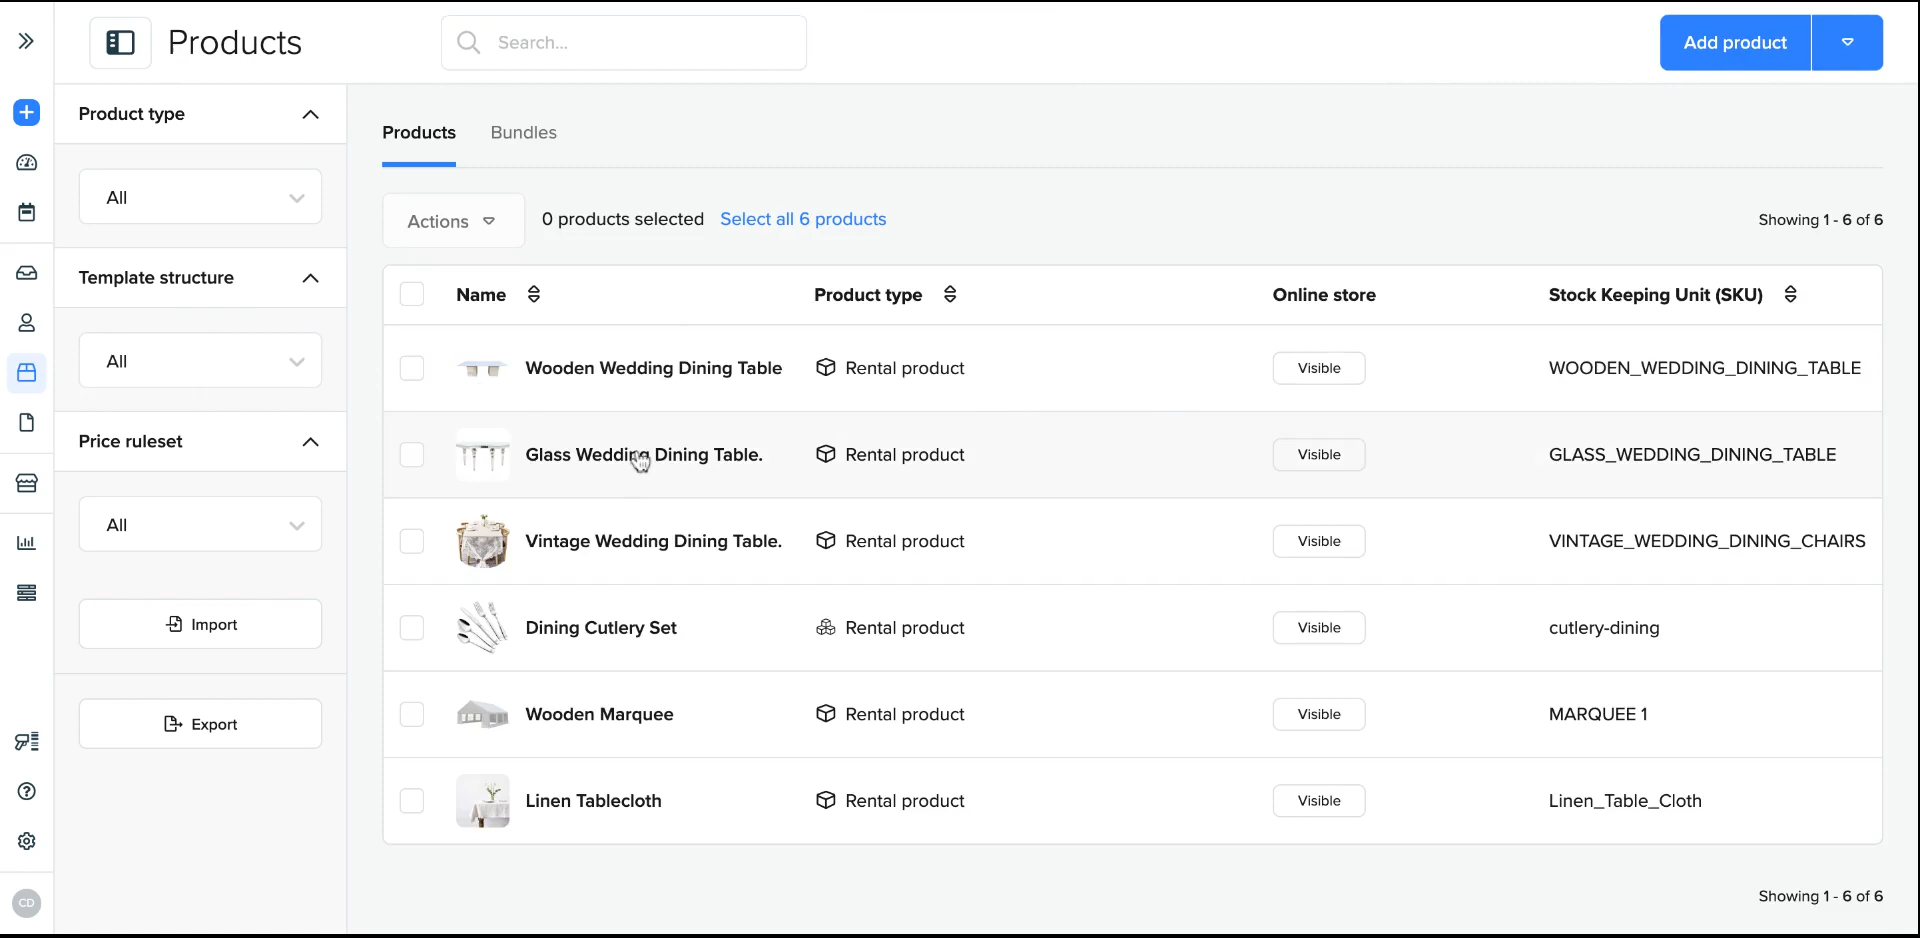 Products
Search...
Add product
Product type
All
Template structure
All
Price ruleset
All
Import
Export
CD
Products
Bundles
Actions
0 products selected
Select all 6 products
Showing 1 - 6 of 6
Name
Product type
Online store
Stock Keeping Unit (SKU)
Wooden Wedding Dining Table
Rental product
Visible
WOODEN_WEDDING_DINING_TABLE
Glass Wedding Dining Table.
Rental product
Visible
GLASS_WEDDING_DINING_TABLE
Vintage Wedding Dining Table.
Rental product
Visible
VINTAGE_WEDDING_DINING_CHAIRS
Dining Cutlery Set
Rental product
Visible
cutlery-dining
Wooden Marquee
Rental product
Visible
MARQUEE 1
Linen Tablecloth
Rental product
Visible
Linen_Table_Cloth
Showing 1 - 6 of 6